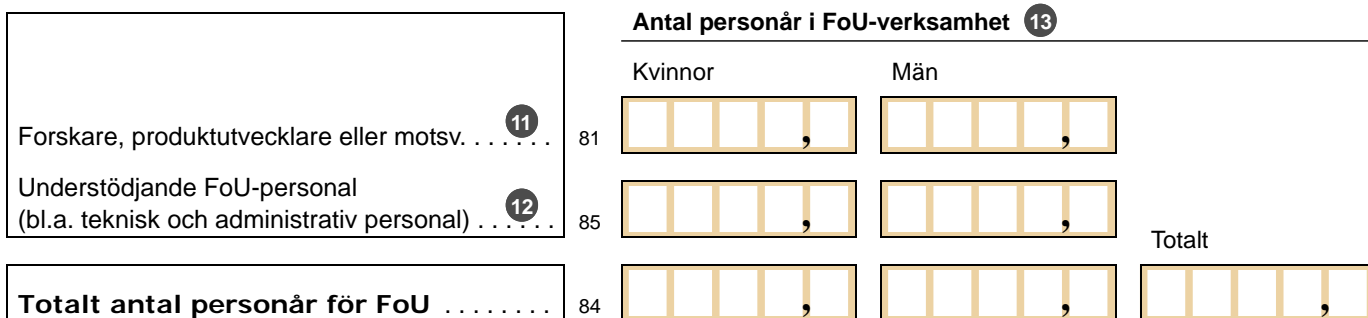 Antal personår i FoU-verksamhet 13
Kvinnor Män
Forskare, produktutvecklare eller motsv. . . . . . . 11 81 , ,
Understödjande FoU-personal
(bl.a. teknisk och administrativ personal) . . . . . . 12 85 , ,
Totalt
Totalt antal personår för FoU . . . . . . . . 84 , , ,